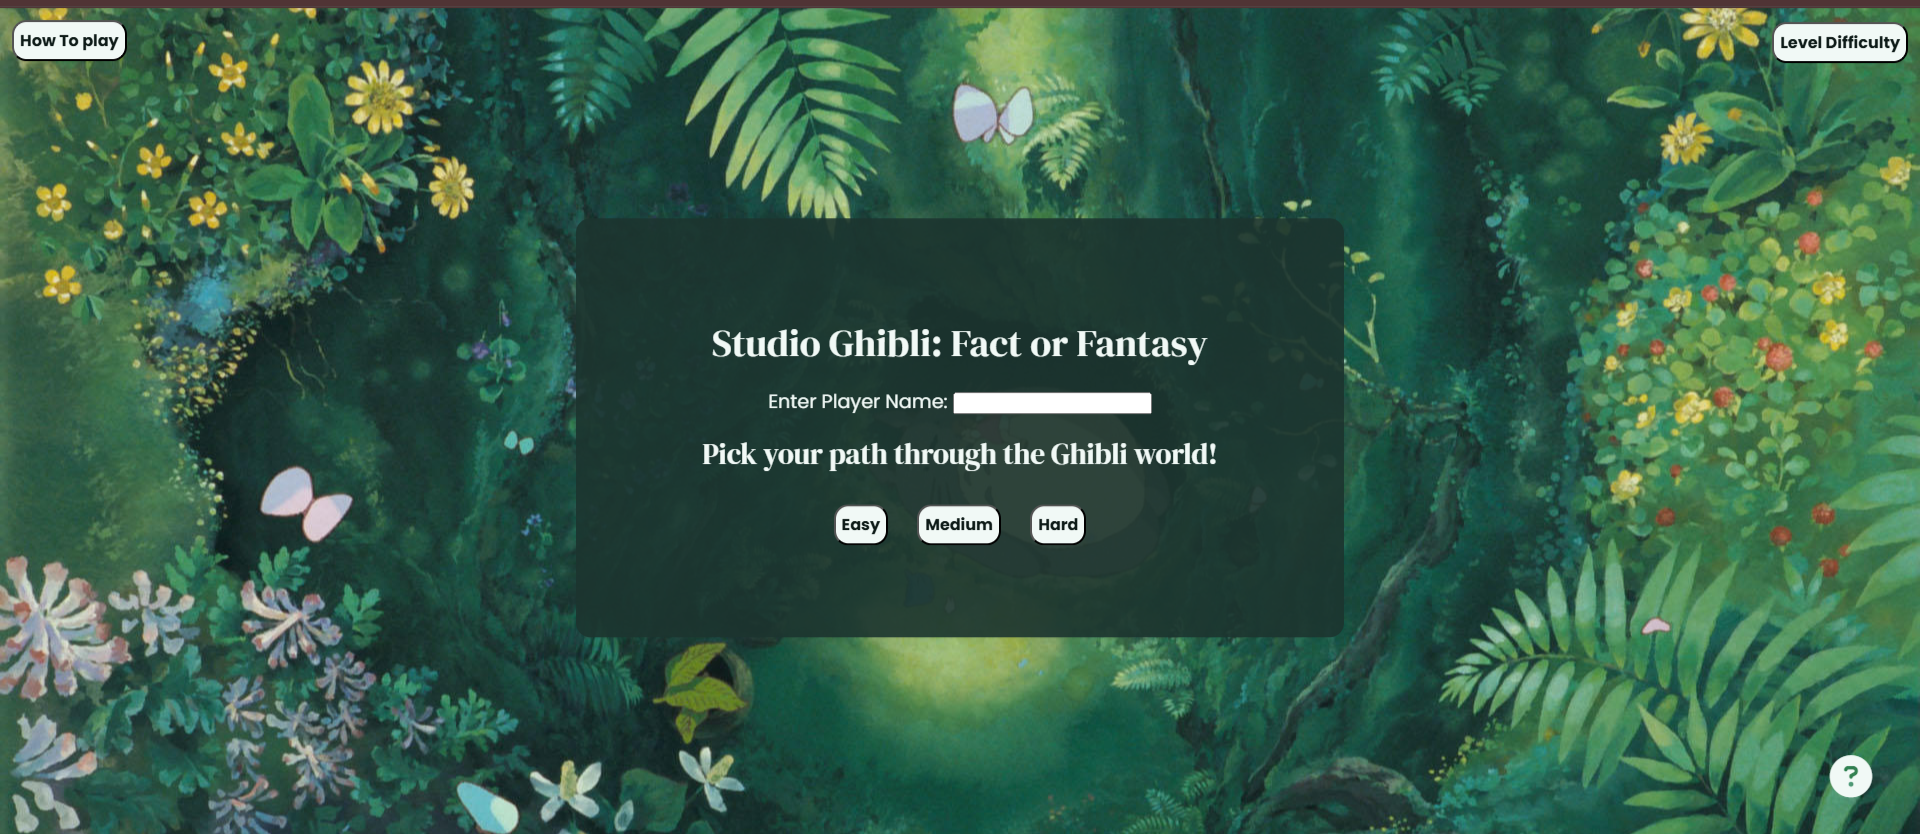 How To play
Level Difficulty
Studio Ghibli: Fact or Fantasy
Enter Player Name:
Pick your path through the Ghibli world!
Easy Medium Hard
?